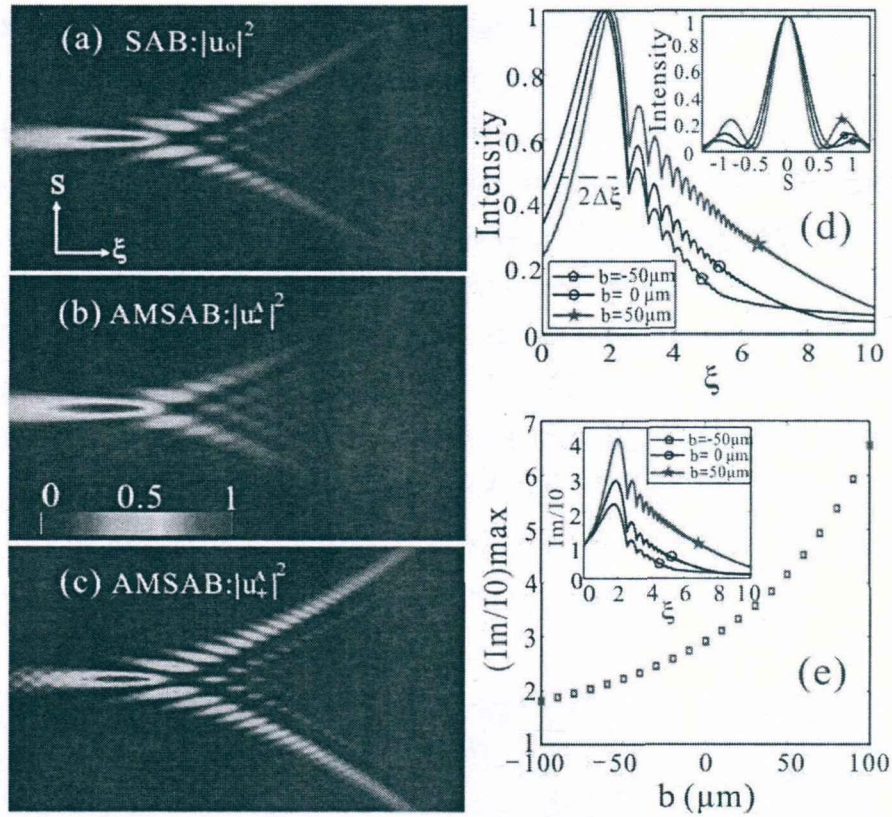 (a) SAB:|u₀|²
S
ξ
(b) AMSAB:|u₋^Λ|²
0 0.5 1
(c) AMSAB:|u₊^Λ|²
Intensity
1
0.8
0.6
0.4
0.2
0
0 2 4 6 8 10
ξ
2Δξ
(d)
b=-50μm
b= 0 μm
b=50μm
Intensity
1
0.8
0.6
0.4
0.2
0
-1 -0.5 0 0.5 1
S
(Im/I0)max
7
6
5
4
3
2
1
-100 -50 0 50 100
b (μm)
(e)
Im/I0
4
3
2
1
0
0 2 4 6 8 10
ξ
b=-50μm
b= 0 μm
b=50μm